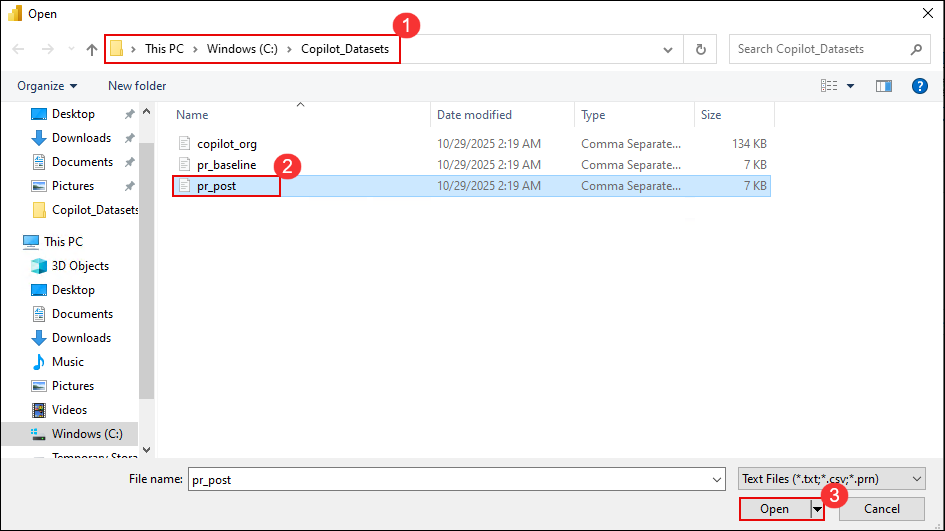 Open
1
This PC > Windows (C:) > Copilot_Datasets
Search Copilot_Datasets
Organize
New folder
?
Desktop
Downloads
Documents
Pictures
Copilot_Datasets
This PC
3D Objects
Desktop
Documents
Downloads
Music
Pictures
Videos
Windows (C:)
Name Date modified Type Size
copilot_org 10/29/2025 2:19 AM Comma Separate... 134 KB
pr_baseline 10/29/2025 2:19 AM Comma Separate... 7 KB
2
pr_post 10/29/2025 2:19 AM Comma Separate... 7 KB
File name: pr_post
Text Files (*.txt;*.csv;*.prn)
3
Open
Cancel